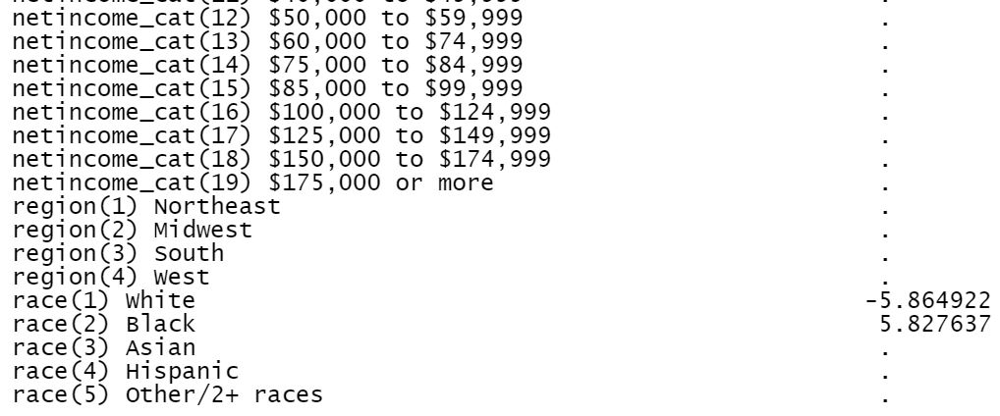 netincome_cat(12) $50,000 to $59,999 .
netincome_cat(13) $60,000 to $74,999 .
netincome_cat(14) $75,000 to $84,999 .
netincome_cat(15) $85,000 to $99,999 .
netincome_cat(16) $100,000 to $124,999 .
netincome_cat(17) $125,000 to $149,999 .
netincome_cat(18) $150,000 to $174,999 .
netincome_cat(19) $175,000 or more .
region(1) Northeast .
region(2) Midwest .
region(3) South .
region(4) West .
race(1) White -5.864922
race(2) Black 5.827637
race(3) Asian .
race(4) Hispanic .
race(5) Other/2+ races .